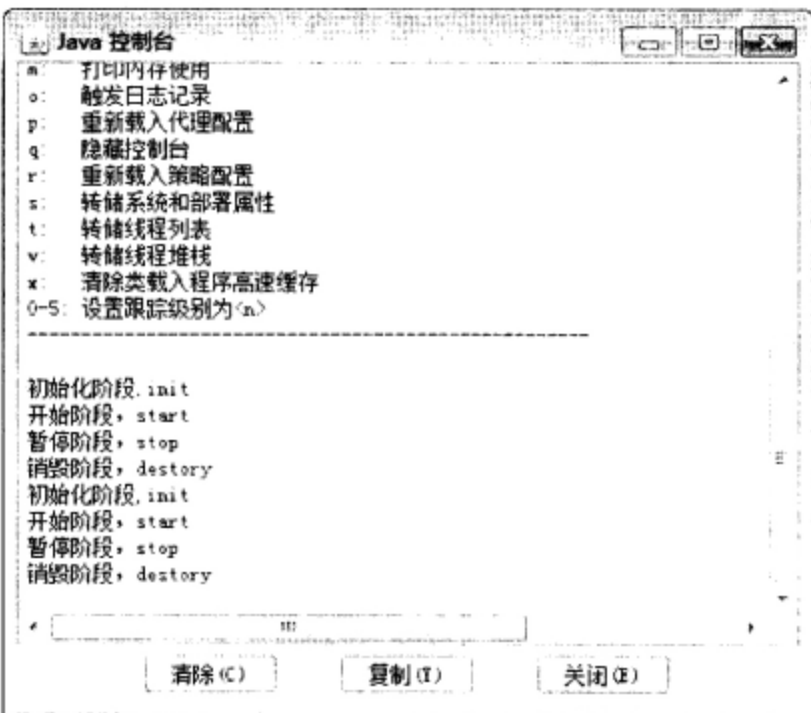 Java 控制台
m: 打印内存使用
o: 触发日志记录
p: 重新载入代理配置
q: 隐藏控制台
r: 重新载入策略配置
s: 转储系统和部署属性
t: 转储线程列表
v: 转储线程堆栈
x: 清除类载入程序高速缓存
0-5: 设置跟踪级别为<n>
----------------------------------------------------
初始化阶段,init
开始阶段，start
暂停阶段，stop
销毁阶段，destory
初始化阶段,init
开始阶段，start
暂停阶段，stop
销毁阶段，destory
清除(C) 复制(Y) 关闭(E)